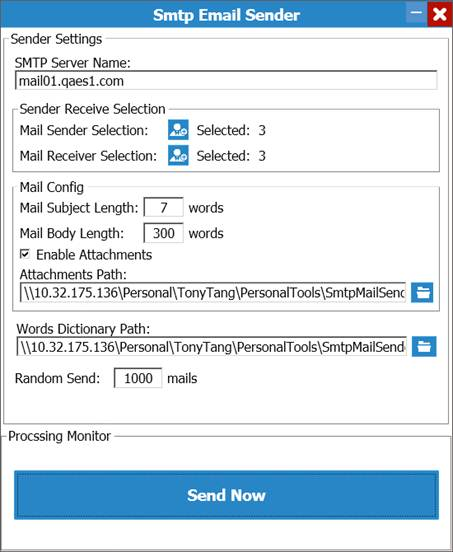 Smtp Email Sender
Sender Settings
SMTP Server Name:
mail01.qaes1.com
Sender Receive Selection
Mail Sender Selection: Selected: 3
Mail Receiver Selection: Selected: 3
Mail Config
Mail Subject Length: 7 words
Mail Body Length: 300 words
Enable Attachments
Attachments Path:
\\10.32.175.136\Personal\TonyTang\PersonalTools\SmtpMailSend
Words Dictionary Path:
\\10.32.175.136\Personal\TonyTang\PersonalTools\SmtpMailSend
Random Send: 1000 mails
Procssing Monitor
Send Now